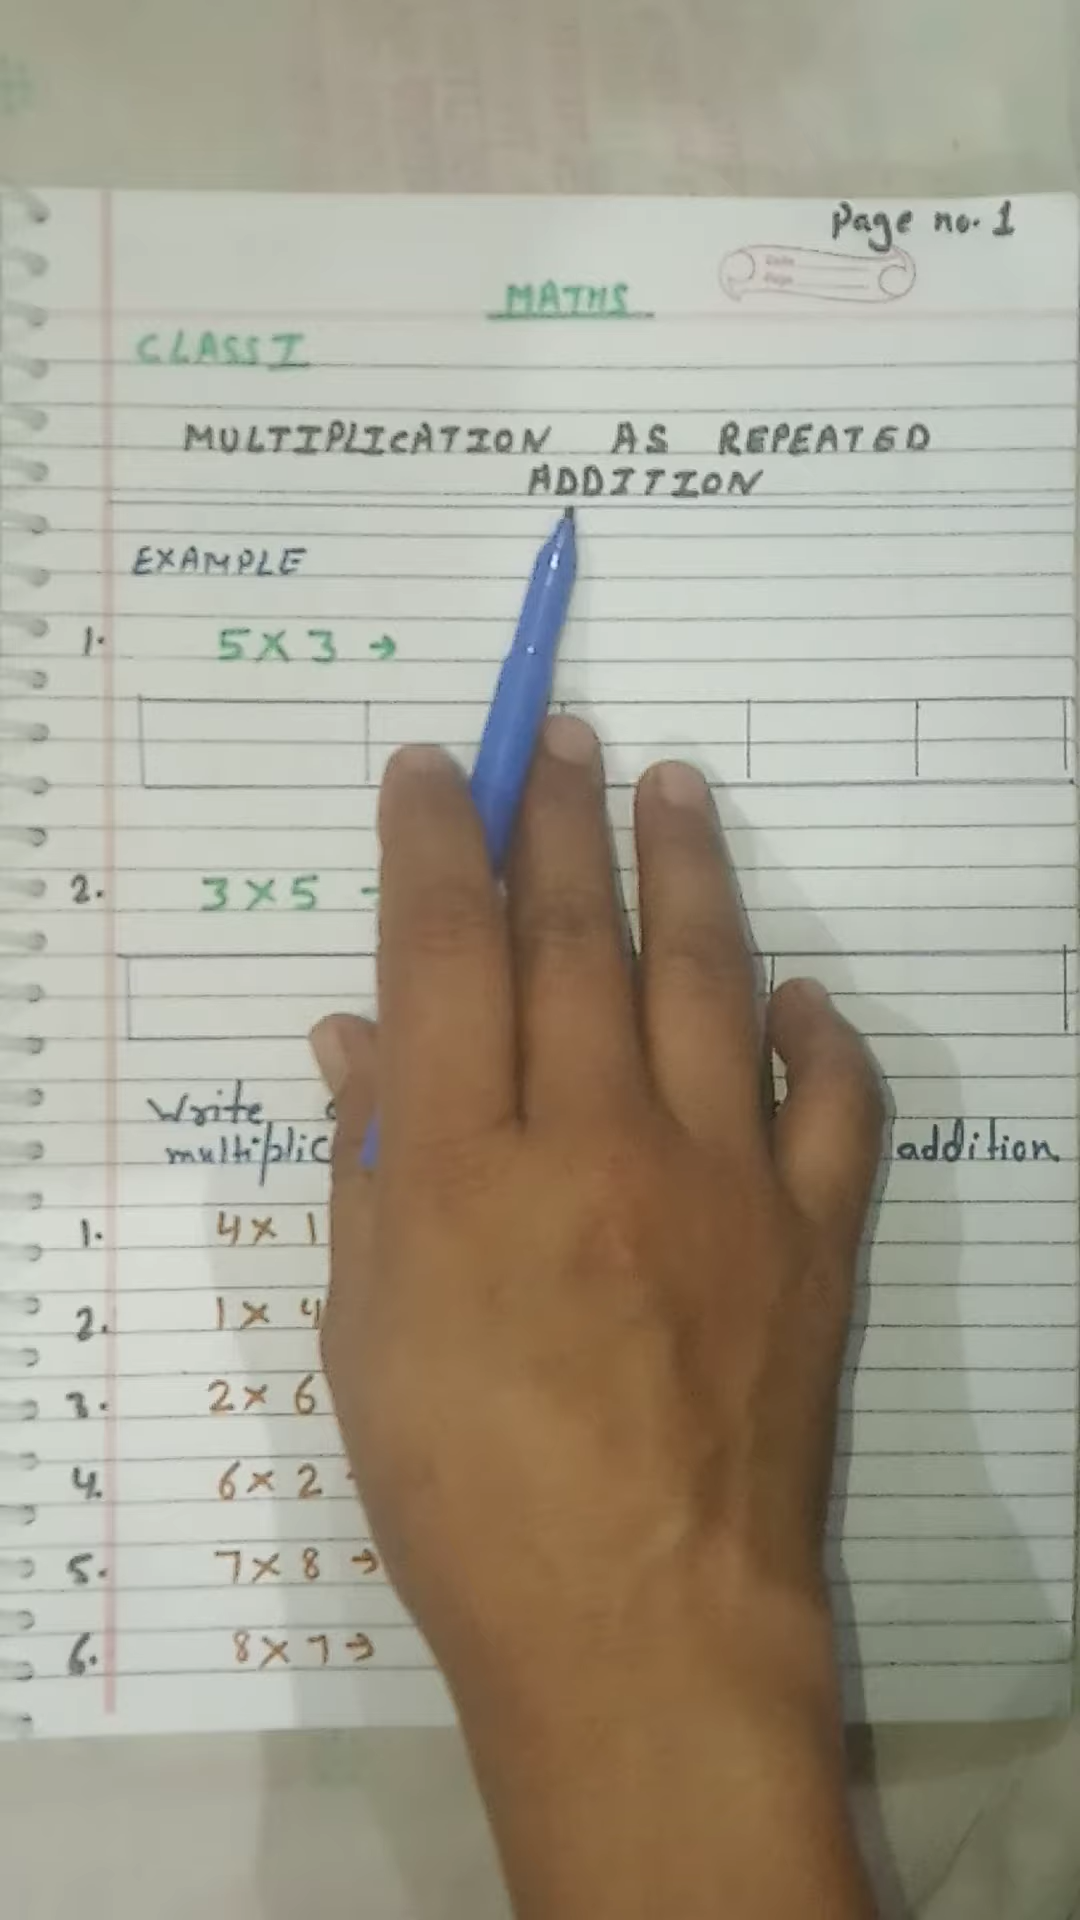 Page no. 1
MATHS
CLASS I
MULTIPLICATION AS REPEATED
ADDITION
EXAMPLE
1. 5 X 3 →
2. 3 X 5
Write
addition
1. 4 x 1
2. 1 x 4
3. 2 x 6
4. 6 x 2
5. 7 x 8 →
6. 8 x 7 →